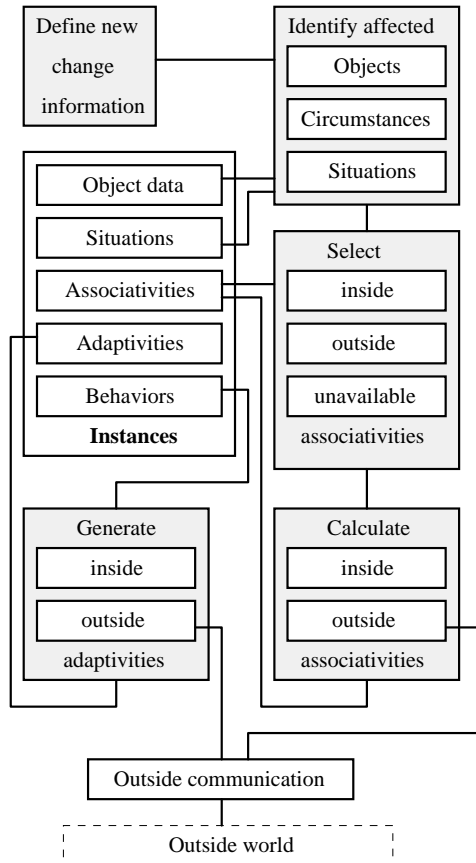 Define new
change
information
Identify affected
Objects
Circumstances
Situations
Object data
Situations
Associativities
Adaptivities
Behaviors
Instances
Select
inside
outside
unavailable
associativities
Generate
inside
outside
adaptivities
Calculate
inside
outside
associativities
Outside communication
Outside world